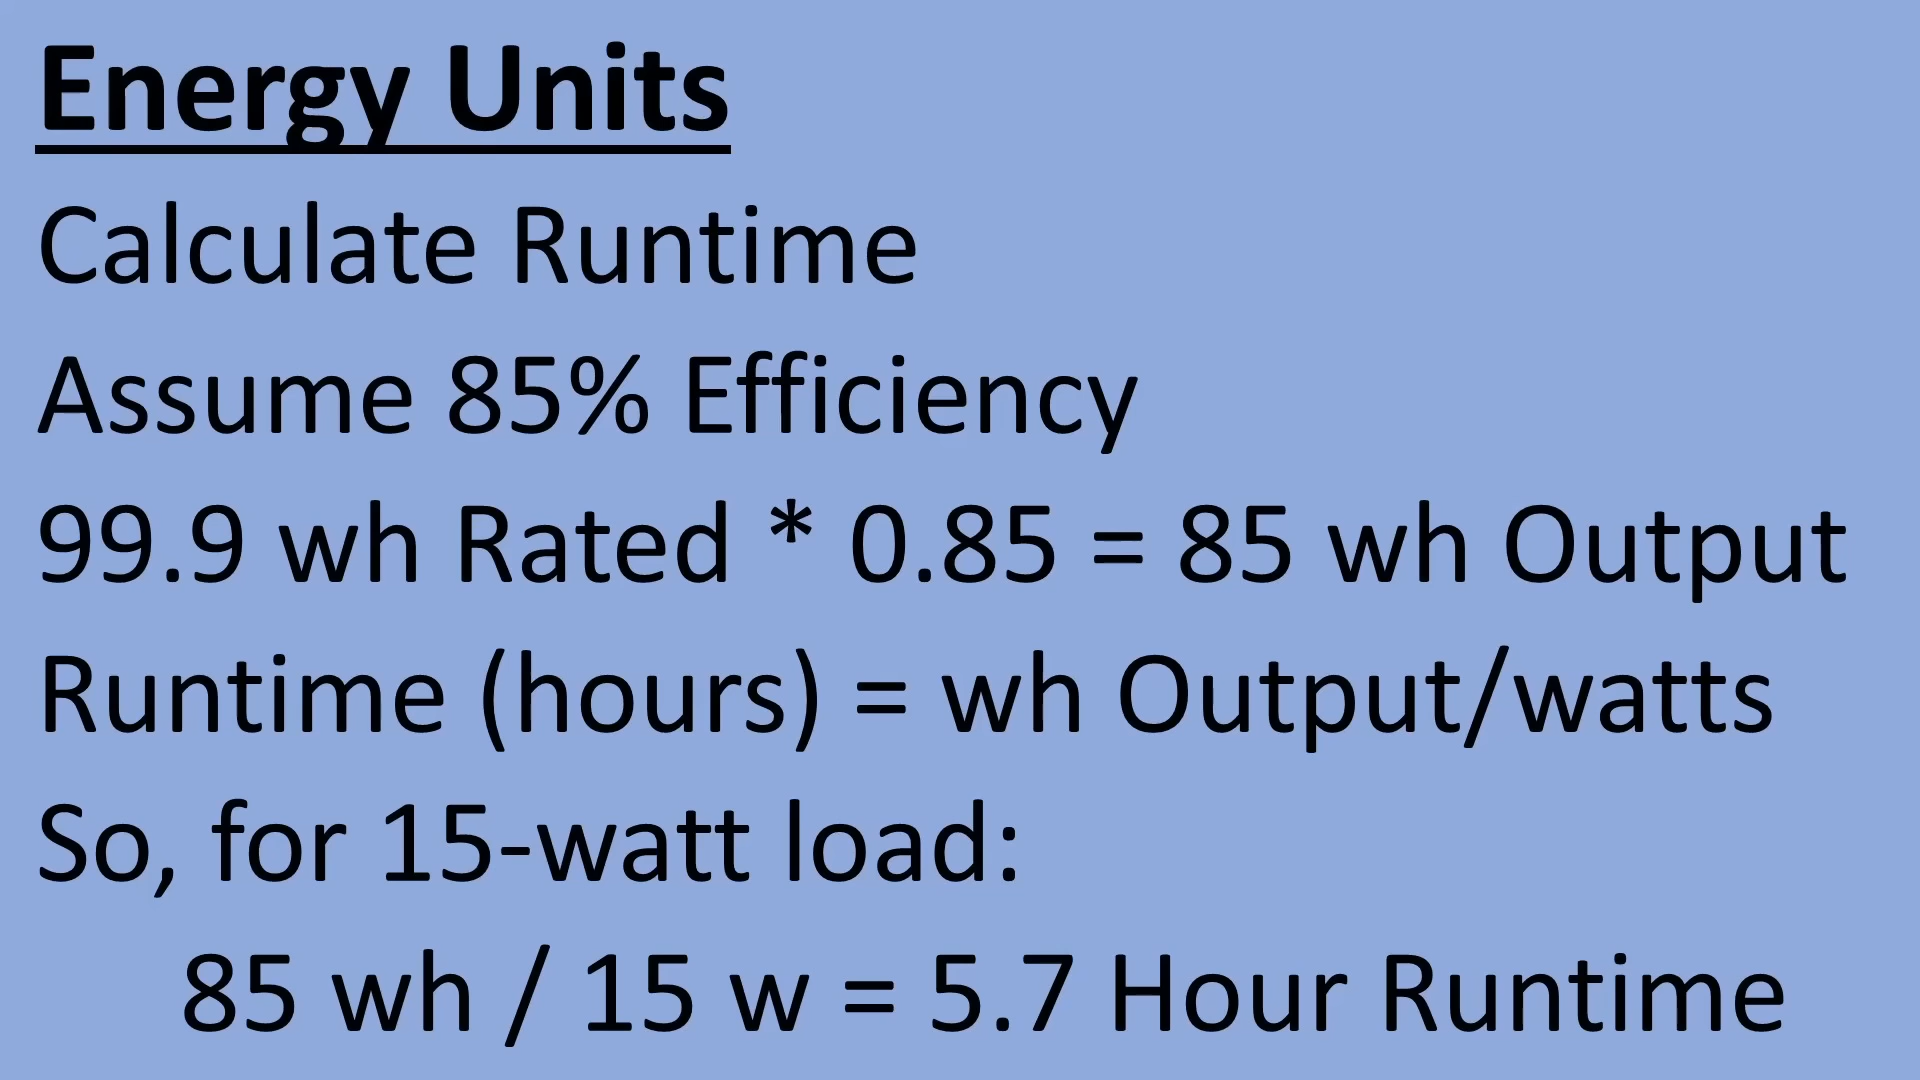 Energy Units
Calculate Runtime
Assume 85% Efficiency
99.9 wh Rated * 0.85 = 85 wh Output
Runtime (hours) = wh Output/watts
So, for 15-watt load:
85 wh / 15 w = 5.7 Hour Runtime